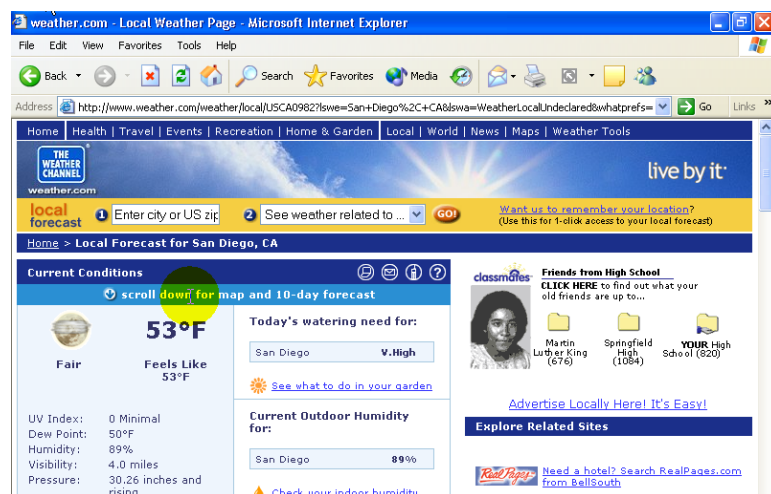 weather.com - Local Weather Page - Microsoft Internet Explorer
File Edit View Favorites Tools Help
Back Search Favorites Media
Address http://www.weather.com/weather/local/USCA0982?lswe=San+Diego%2C+CA&lswa=WeatherLocalUndeclared&whatprefs= Go Links »
Home Health | Travel | Events | Recreation | Home & Garden Local | World | News | Maps | Weather Tools
THE
WEATHER
CHANNEL
weather.com
live by it
local
forecast
1 Enter city or US zip 2 See weather related to ... GO!
Want us to remember your location?
(Use this for 1-click access to your local forecast)
Home > Local Forecast for San Diego, CA
Current Conditions
scroll down for map and 10-day forecast
53°F
Fair
Feels Like
53°F
UV Index: 0 Minimal
Dew Point: 50°F
Humidity: 89%
Visibility: 4.0 miles
Pressure: 30.26 inches and
rising
Today's watering need for:
San Diego V.High
See what to do in your garden
Current Outdoor Humidity
for:
San Diego 89%
Check your indoor humidity
classmates
Friends from High School
CLICK HERE to find out what your
old friends are up to...
Martin
Luther King
(676)
Springfield
High
(1084)
YOUR High
School (820)
Advertise Locally Here! It's Easy!
Explore Related Sites
RealPages
Need a hotel? Search RealPages.com
from BellSouth